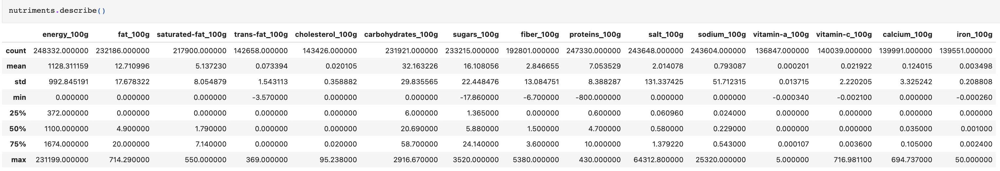 nutriments.describe()
energy_100g fat_100g saturated-fat_100g trans-fat_100g cholesterol_100g carbohydrates_100g sugars_100g fiber_100g proteins_100g salt_100g sodium_100g vitamin-a_100g vitamin-c_100g calcium_100g iron_100g
count 248332.000000 232186.000000 217900.000000 142658.000000 143426.000000 231921.000000 233215.000000 192801.000000 247330.000000 243648.000000 243604.000000 136847.000000 140039.000000 139991.000000 139551.000000
mean 1128.311159 12.710996 5.137230 0.073394 0.020105 32.163226 16.108056 2.846655 7.053529 2.014078 0.793087 0.000201 0.021922 0.124015 0.003498
std 992.845191 17.678322 8.054879 1.543113 0.358882 29.835565 22.448476 13.084751 8.388287 131.337425 51.712315 0.013715 2.220205 3.325242 0.208808
min 0.000000 0.000000 0.000000 -3.570000 0.000000 0.000000 -17.860000 -6.700000 -800.000000 0.000000 0.000000 -0.000340 -0.002100 0.000000 -0.000260
25% 372.000000 0.000000 0.000000 0.000000 0.000000 6.000000 1.365000 0.000000 0.600000 0.060960 0.024000 0.000000 0.000000 0.000000 0.000000
50% 1100.000000 4.900000 1.790000 0.000000 0.000000 20.690000 5.880000 1.500000 4.700000 0.580000 0.229000 0.000000 0.000000 0.035000 0.001000
75% 1674.000000 20.000000 7.140000 0.000000 0.020000 58.700000 24.140000 3.600000 10.000000 1.379220 0.543000 0.000107 0.003600 0.105000 0.002400
max 231199.000000 714.290000 550.000000 369.000000 95.238000 2916.670000 3520.000000 5380.000000 430.000000 64312.800000 25320.000000 5.000000 716.981100 694.737000 50.000000